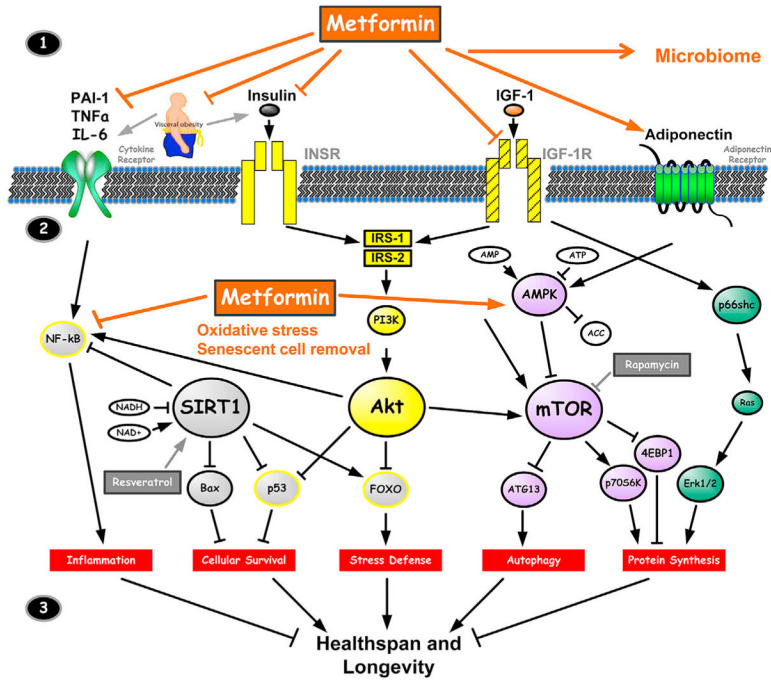 Metformin
1
Microbiome
PAI-1
TNFα
IL-6
Visceral obesity
Insulin
IGF-1
Adiponectin
Cytokine
Receptor
INSR
IGF-1R
Adiponectin
Receptor
2
IRS-1
IRS-2
AMP
ATP
Metformin
AMPK
p66shc
Oxidative stress
Senescent cell removal
PI3K
ACC
NF-kB
Rapamycin
NADH
NAD+
SIRT1
Akt
mTOR
Ras
4EBP1
Resveratrol
Bax
p53
FOXO
ATG13
p70S6K
Erk1/2
Inflammation
Cellular Survival
Stress Defense
Autophagy
Protein Synthesis
3
Healthspan and
Longevity